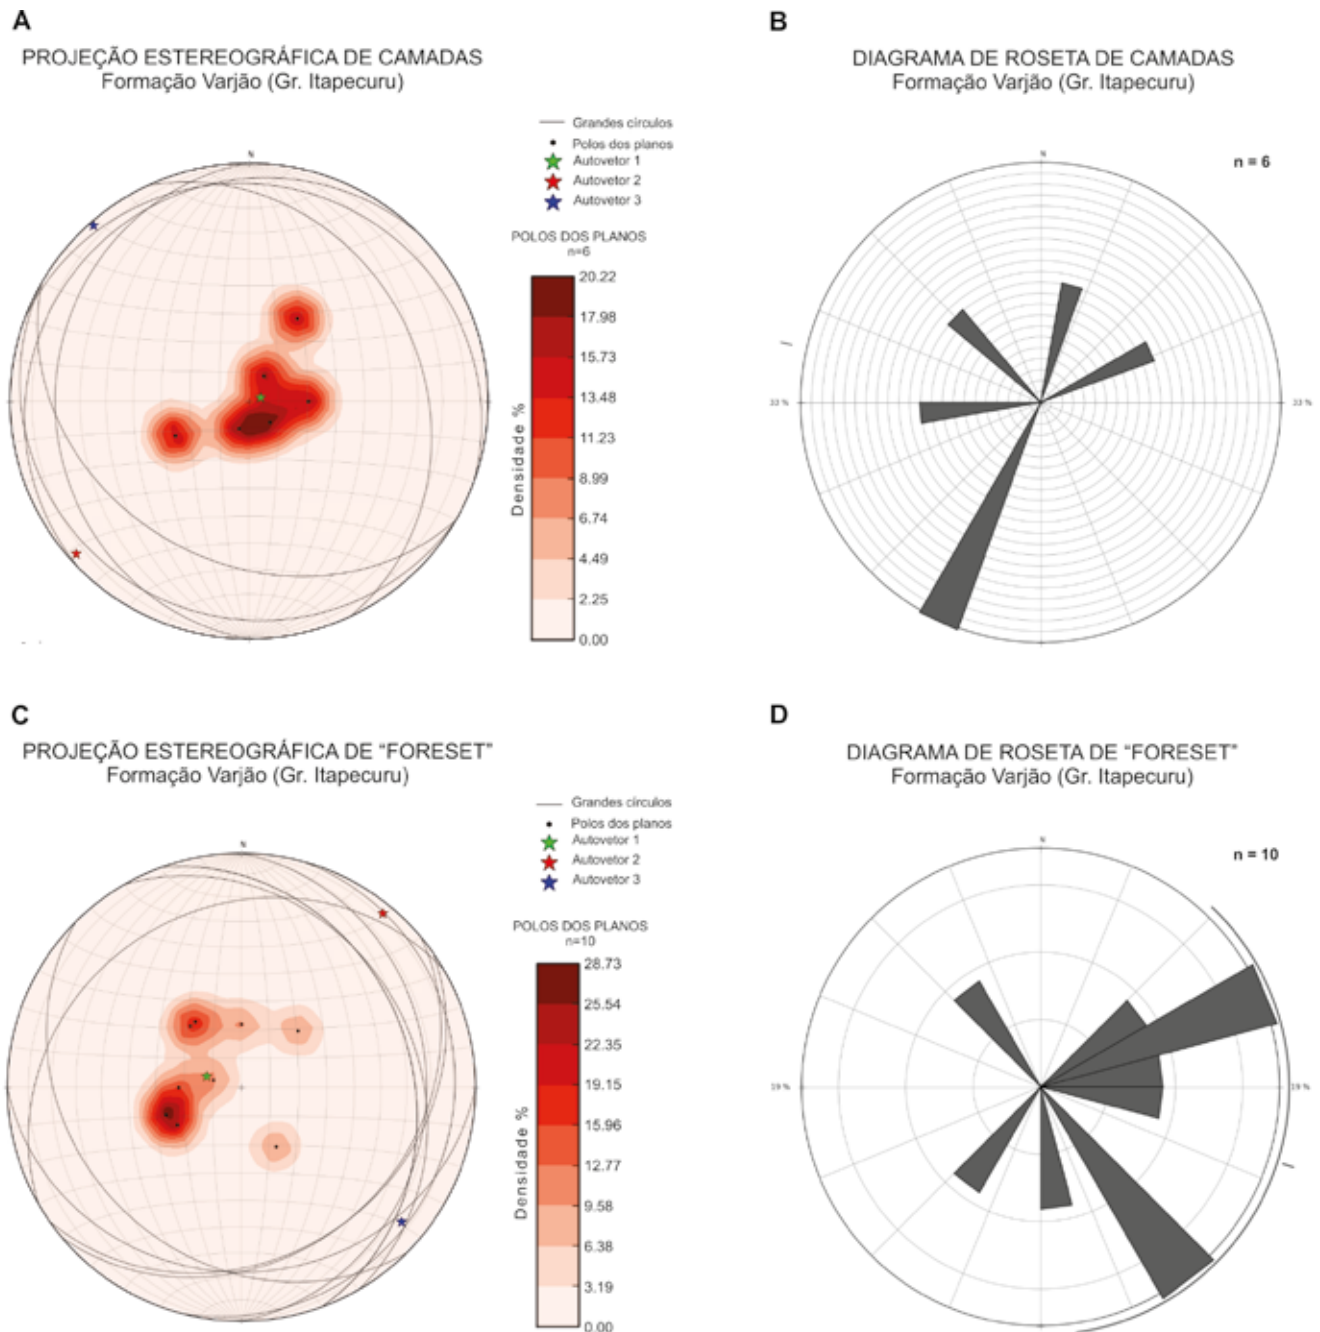 A
PROJEÇÃO ESTEREOGRÁFICA DE CAMADAS
Formação Varjão (Gr. Itapecuru)
Grandes círculos
Polos dos planos
Autovetor 1
Autovetor 2
Autovetor 3
POLOS DOS PLANOS
n=6
N
Densidade %
20.22
17.98
15.73
13.48
11.23
8.99
6.74
4.49
2.25
0.00
B
DIAGRAMA DE ROSETA DE CAMADAS
Formação Varjão (Gr. Itapecuru)
n = 6
N
33 %
33 %
C
PROJEÇÃO ESTEREOGRÁFICA DE “FORESET”
Formação Varjão (Gr. Itapecuru)
Grandes círculos
Polos dos planos
Autovetor 1
Autovetor 2
Autovetor 3
POLOS DOS PLANOS
n=10
N
Densidade %
28.73
25.54
22.35
19.15
15.96
12.77
9.58
6.38
3.19
0.00
D
DIAGRAMA DE ROSETA DE “FORESET”
Formação Varjão (Gr. Itapecuru)
n = 10
N
19 %
19 %